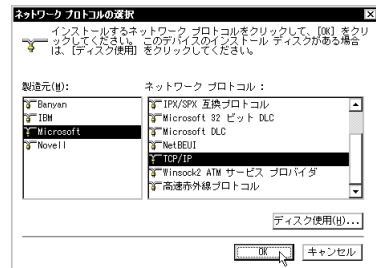 ネットワーク プロトコルの選択
インストールするネットワーク プロトコルをクリックして、[OK] をクリ
ックしてください。 このデバイスのインストール ディスクがある場合
は、[ディスク使用] をクリックしてください。
製造元(M):
Banyan
IBM
Microsoft
Novell
ネットワーク プロトコル :
IPX/SPX 互換プロトコル
Microsoft 32 ビット DLC
Microsoft DLC
NetBEUI
TCP/IP
Winsock2 ATM サービス プロバイダ
高速赤外線プロトコル
ディスク使用(H)...
OK
キャンセル